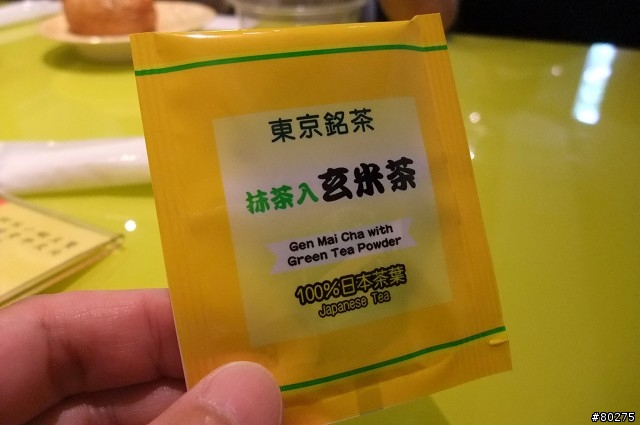 東京銘茶
抹茶入玄米茶
Gen Mai Cha with
Green Tea Powder
100%日本茶葉
Japanese Tea
#80275